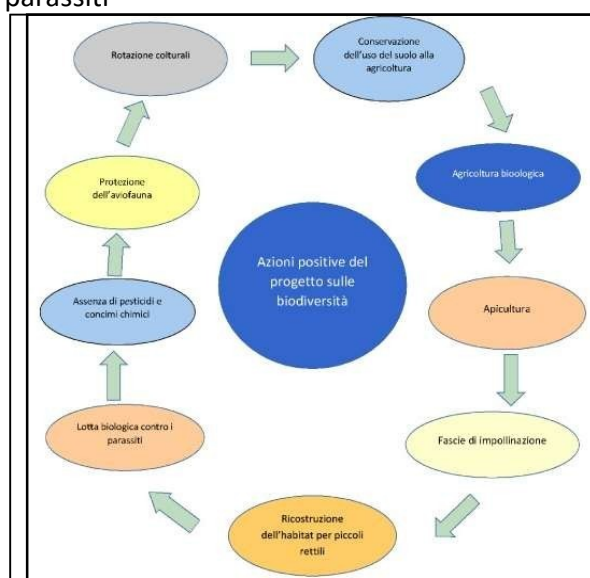 parassiti
Rotazione colturali
Conservazione
dell'uso del suolo alla
agricoltura
Agricoltura bioologica
Apicultura
Fascie di impollinazione
Ricostruzione
dell'habitat per piccoli
rettili
Lotta biologica contro i
parassiti
Assenza di pesticidi e
concimi chimici
Protezione
dell'aviofauna
Azioni positive del
progetto sulle
biodiversità